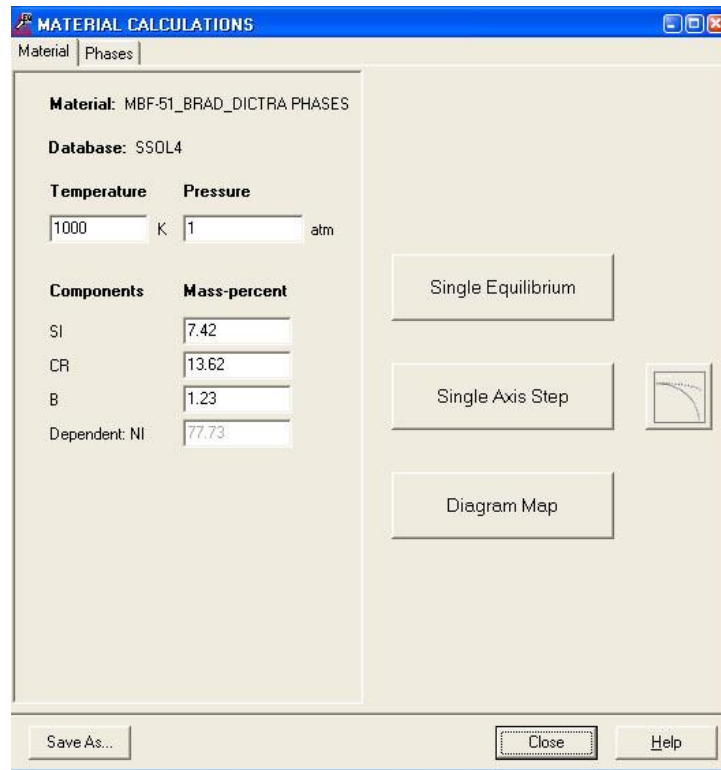 MATERIAL CALCULATIONS
Material Phases
Material: MBF-51_BRAD_DICTRA PHASES
Database: SSOL4
Temperature Pressure
1000 K 1 atm
Components Mass-percent
SI 7.42
CR 13.62
B 1.23
Dependent: NI 77.73
Single Equilibrium
Single Axis Step
Diagram Map
Save As... Close Help